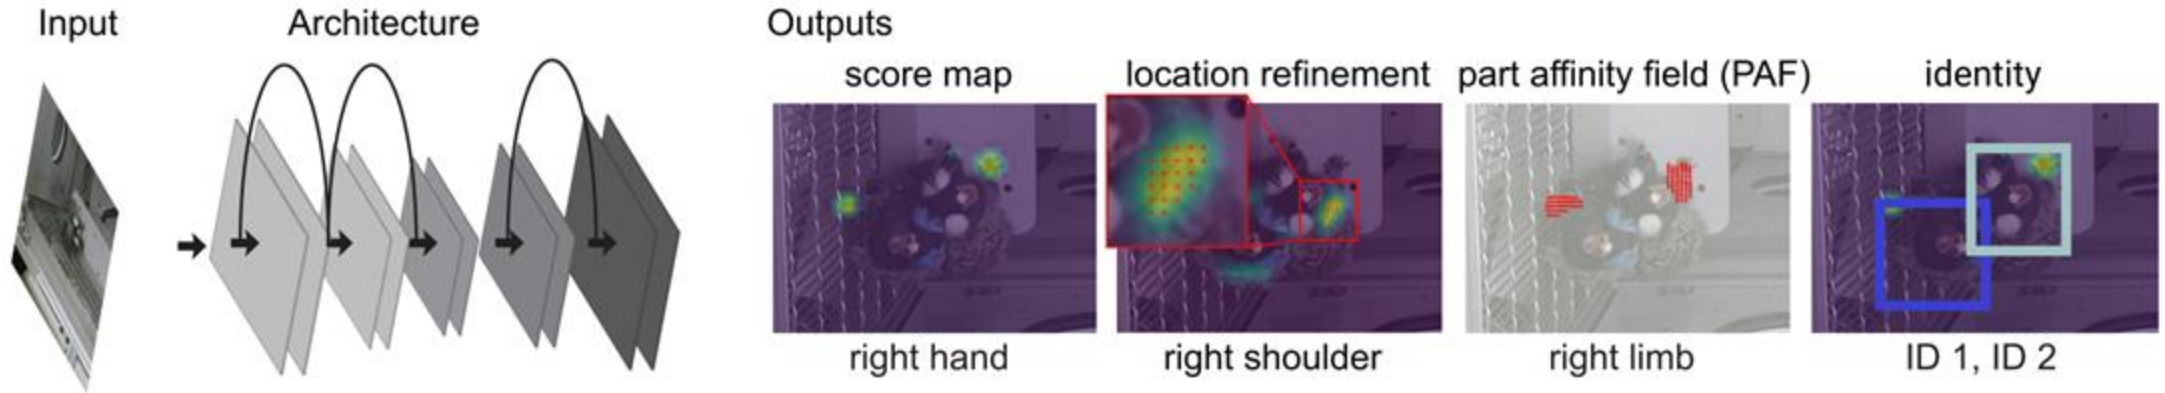 Input
Architecture
Outputs
score map
location refinement
part affinity field (PAF)
identity
right hand
right shoulder
right limb
ID 1, ID 2